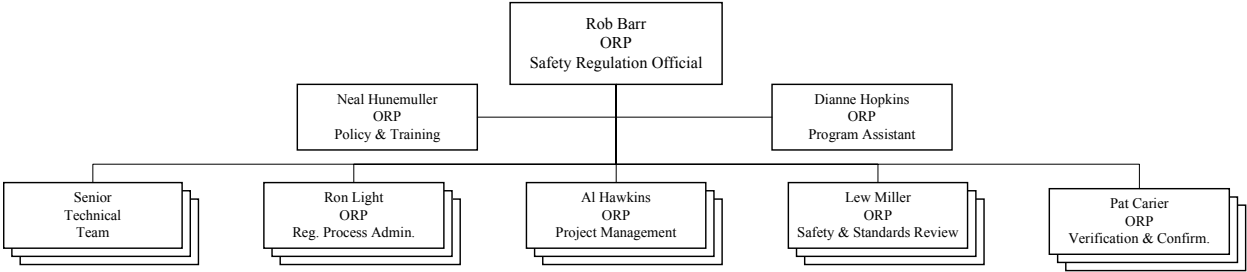 Rob Barr
ORP
Safety Regulation Official
Neal Hunemuller
ORP
Policy & Training
Dianne Hopkins
ORP
Program Assistant
Senior
Technical
Team
Ron Light
ORP
Reg. Process Admin.
Al Hawkins
ORP
Project Management
Lew Miller
ORP
Safety & Standards Review
Pat Carier
ORP
Verification & Confirm.